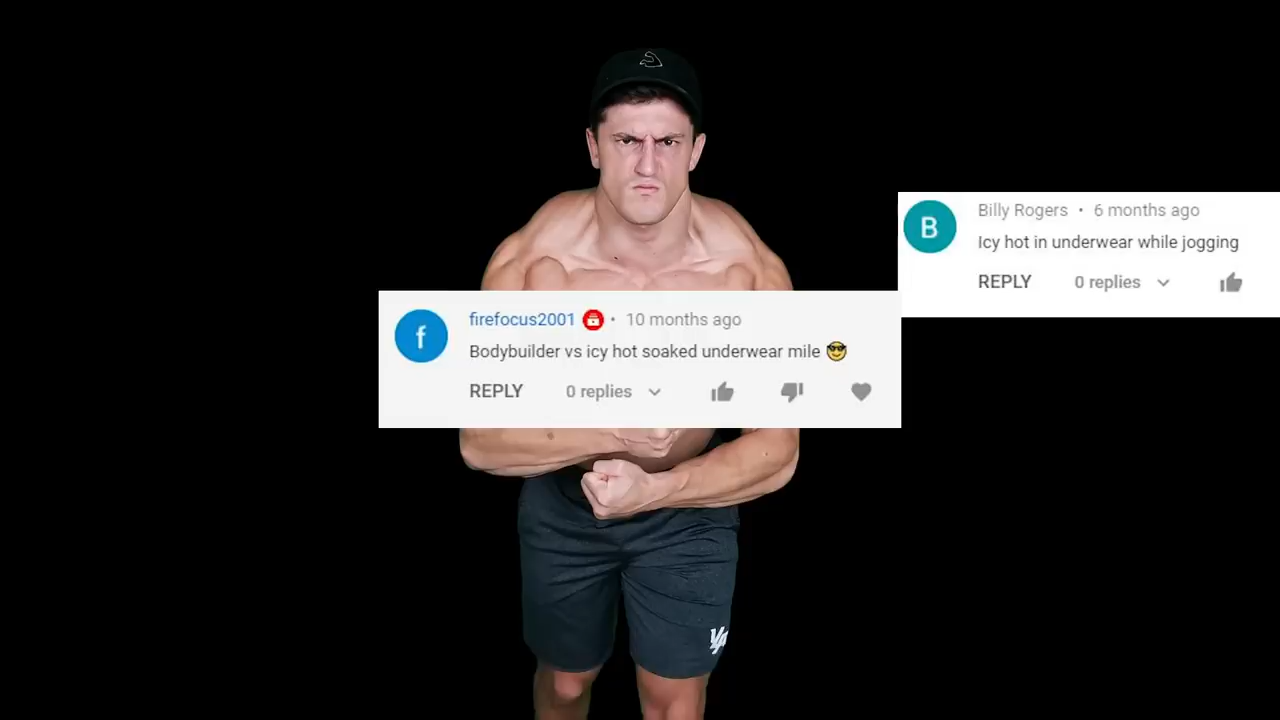 Billy Rogers • 6 months ago
Icy hot in underwear while jogging
REPLY 0 replies
B
f
firefocus2001 • 10 months ago
Bodybuilder vs icy hot soaked underwear mile 😎
REPLY 0 replies